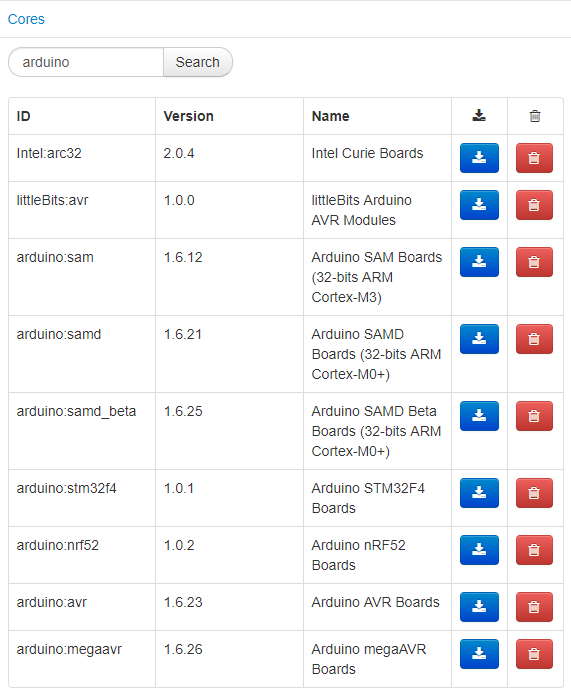 Cores
arduino Search
ID Version Name
Intel:arc32 2.0.4 Intel Curie Boards
littleBits:avr 1.0.0 littleBits Arduino
AVR Modules
arduino:sam 1.6.12 Arduino SAM Boards
(32-bits ARM
Cortex-M3)
arduino:samd 1.6.21 Arduino SAMD
Boards (32-bits ARM
Cortex-M0+)
arduino:samd_beta 1.6.25 Arduino SAMD Beta
Boards (32-bits ARM
Cortex-M0+)
arduino:stm32f4 1.0.1 Arduino STM32F4
Boards
arduino:nrf52 1.0.2 Arduino nRF52
Boards
arduino:avr 1.6.23 Arduino AVR Boards
arduino:megaavr 1.6.26 Arduino megaAVR
Boards